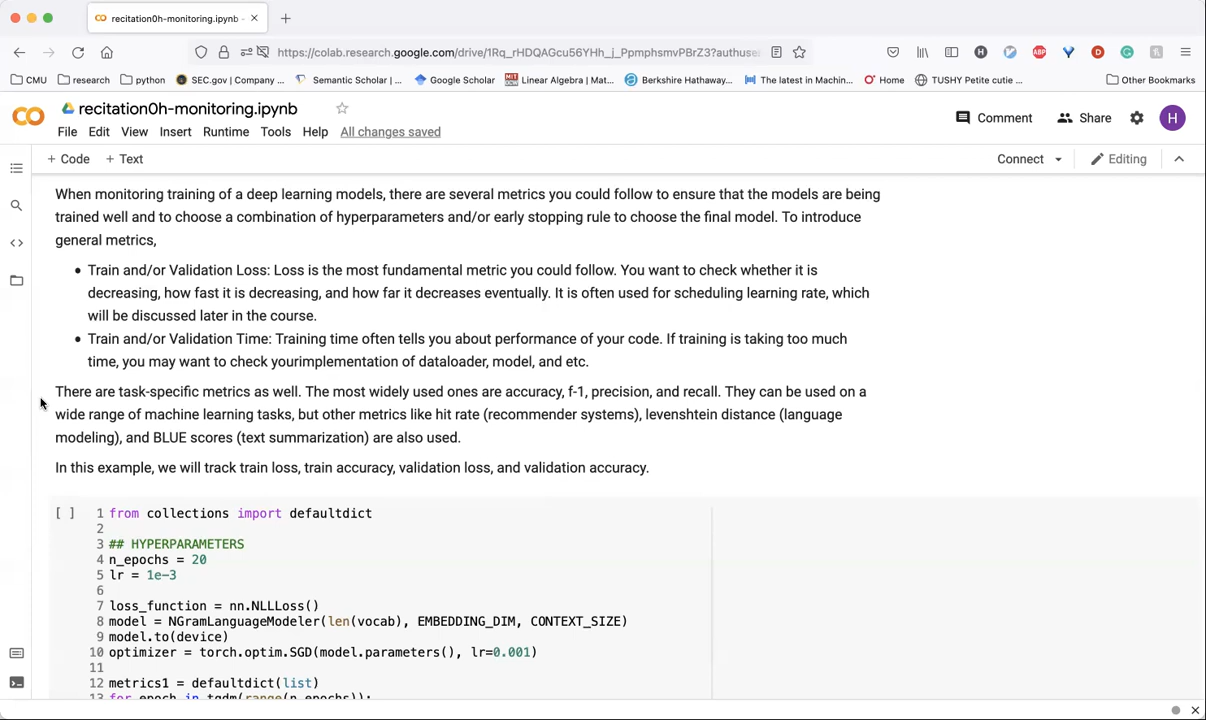 recitation0h-monitoring.ipynb -
https://colab.research.google.com/drive/1Rq_rHDQAGcu56YHh_j_PpmphsmvPBrZ3?authuse
CMU research python SEC.gov | Company ... Semantic Scholar | ... Google Scholar Linear Algebra | Mat... Berkshire Hathaway... The latest in Machin... Home TUSHY Petite cutie ... Other Bookmarks
recitation0h-monitoring.ipynb
Comment Share H
File Edit View Insert Runtime Tools Help All changes saved
+ Code + Text Connect Editing
When monitoring training of a deep learning models, there are several metrics you could follow to ensure that the models are being
trained well and to choose a combination of hyperparameters and/or early stopping rule to choose the final model. To introduce
general metrics,
• Train and/or Validation Loss: Loss is the most fundamental metric you could follow. You want to check whether it is
decreasing, how fast it is decreasing, and how far it decreases eventually. It is often used for scheduling learning rate, which
will be discussed later in the course.
• Train and/or Validation Time: Training time often tells you about performance of your code. If training is taking too much
time, you may want to check yourimplementation of dataloader, model, and etc.
There are task-specific metrics as well. The most widely used ones are accuracy, f-1, precision, and recall. They can be used on a
wide range of machine learning tasks, but other metrics like hit rate (recommender systems), levenshtein distance (language
modeling), and BLUE scores (text summarization) are also used.
In this example, we will track train loss, train accuracy, validation loss, and validation accuracy.
[ ] 1 from collections import defaultdict
2
3 ## HYPERPARAMETERS
4 n_epochs = 20
5 lr = 1e-3
6
7 loss_function = nn.NLLLoss()
8 model = NGramLanguageModeler(len(vocab), EMBEDDING_DIM, CONTEXT_SIZE)
9 model.to(device)
10 optimizer = torch.optim.SGD(model.parameters(), lr=0.001)
11
12 metrics1 = defaultdict(list)
13 for epoch in tqdm(range(n_epochs)):